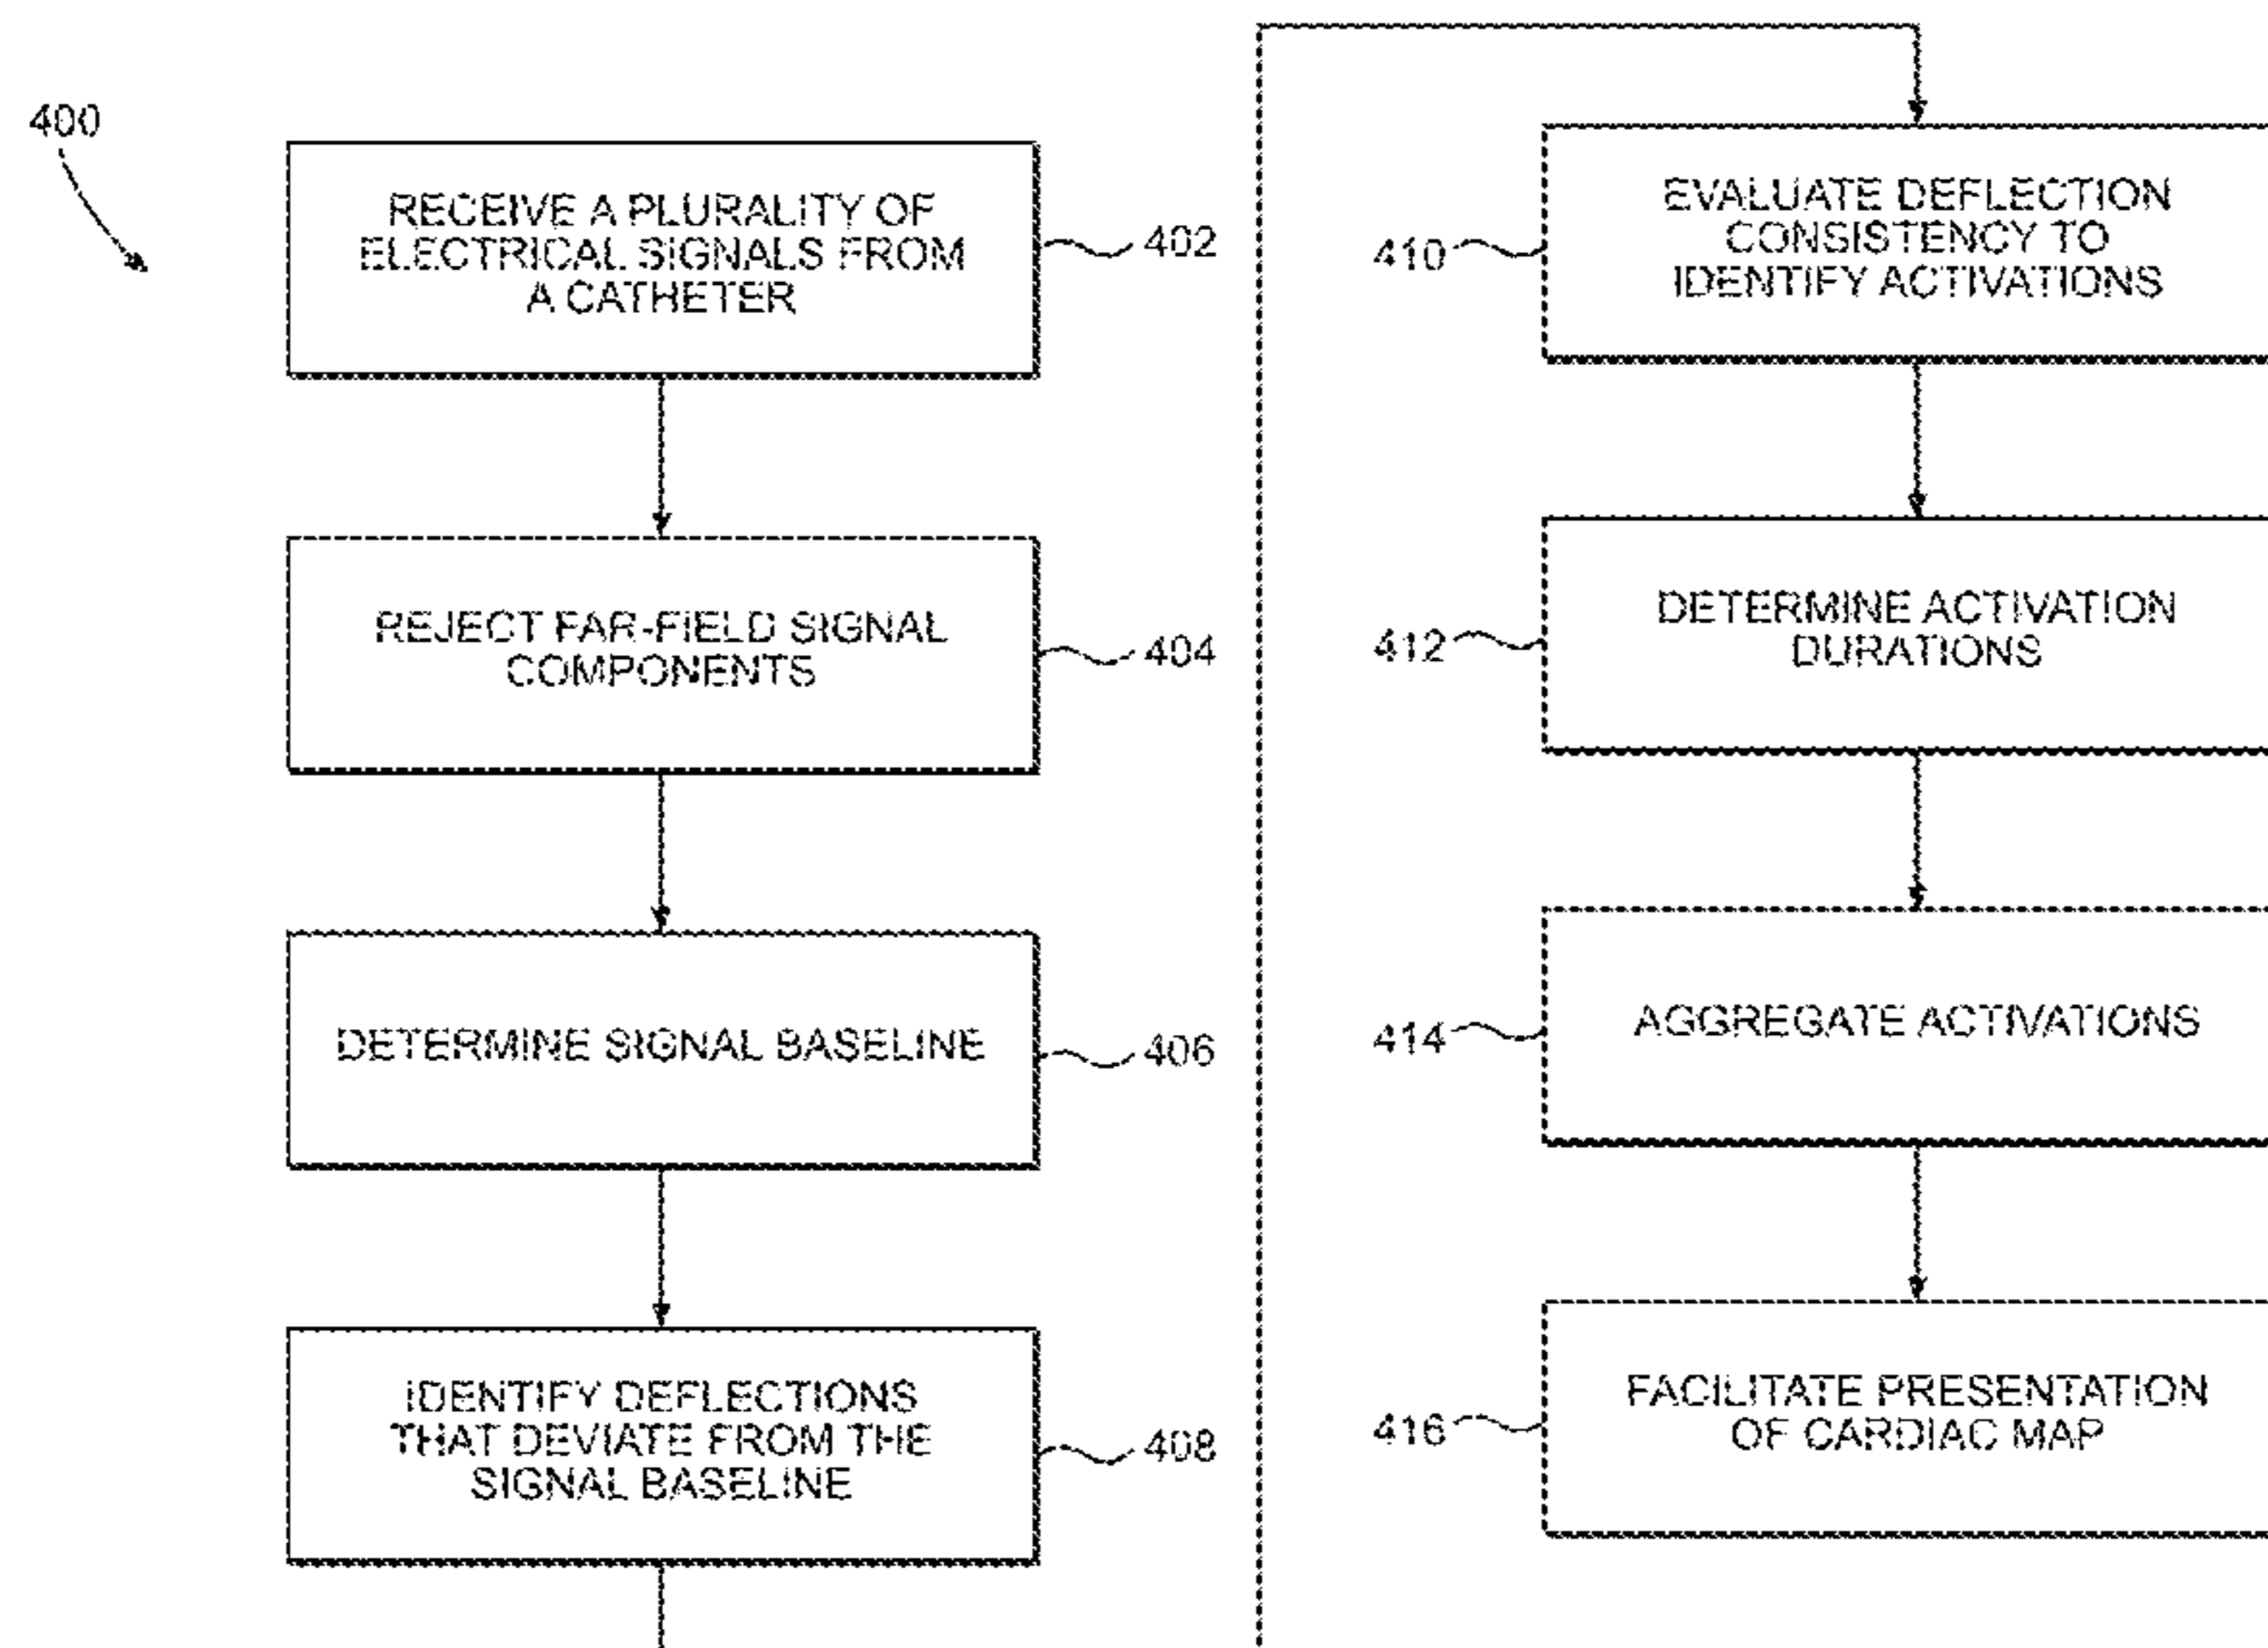 400
RECEIVE A PLURALITY OF
ELECTRICAL SIGNALS FROM
A CATHETER
402
REJECT FAR-FIELD SIGNAL
COMPONENTS
404
DETERMINE SIGNAL BASELINE
406
IDENTIFY DEFLECTIONS
THAT DEVIATE FROM THE
SIGNAL BASELINE
408
EVALUATE DEFLECTION
CONSISTENCY TO
IDENTIFY ACTIVATIONS
410
DETERMINE ACTIVATION
DURATIONS
412
AGGREGATE ACTIVATIONS
414
FACILITATE PRESENTATION
OF CARDIAC MAP
416